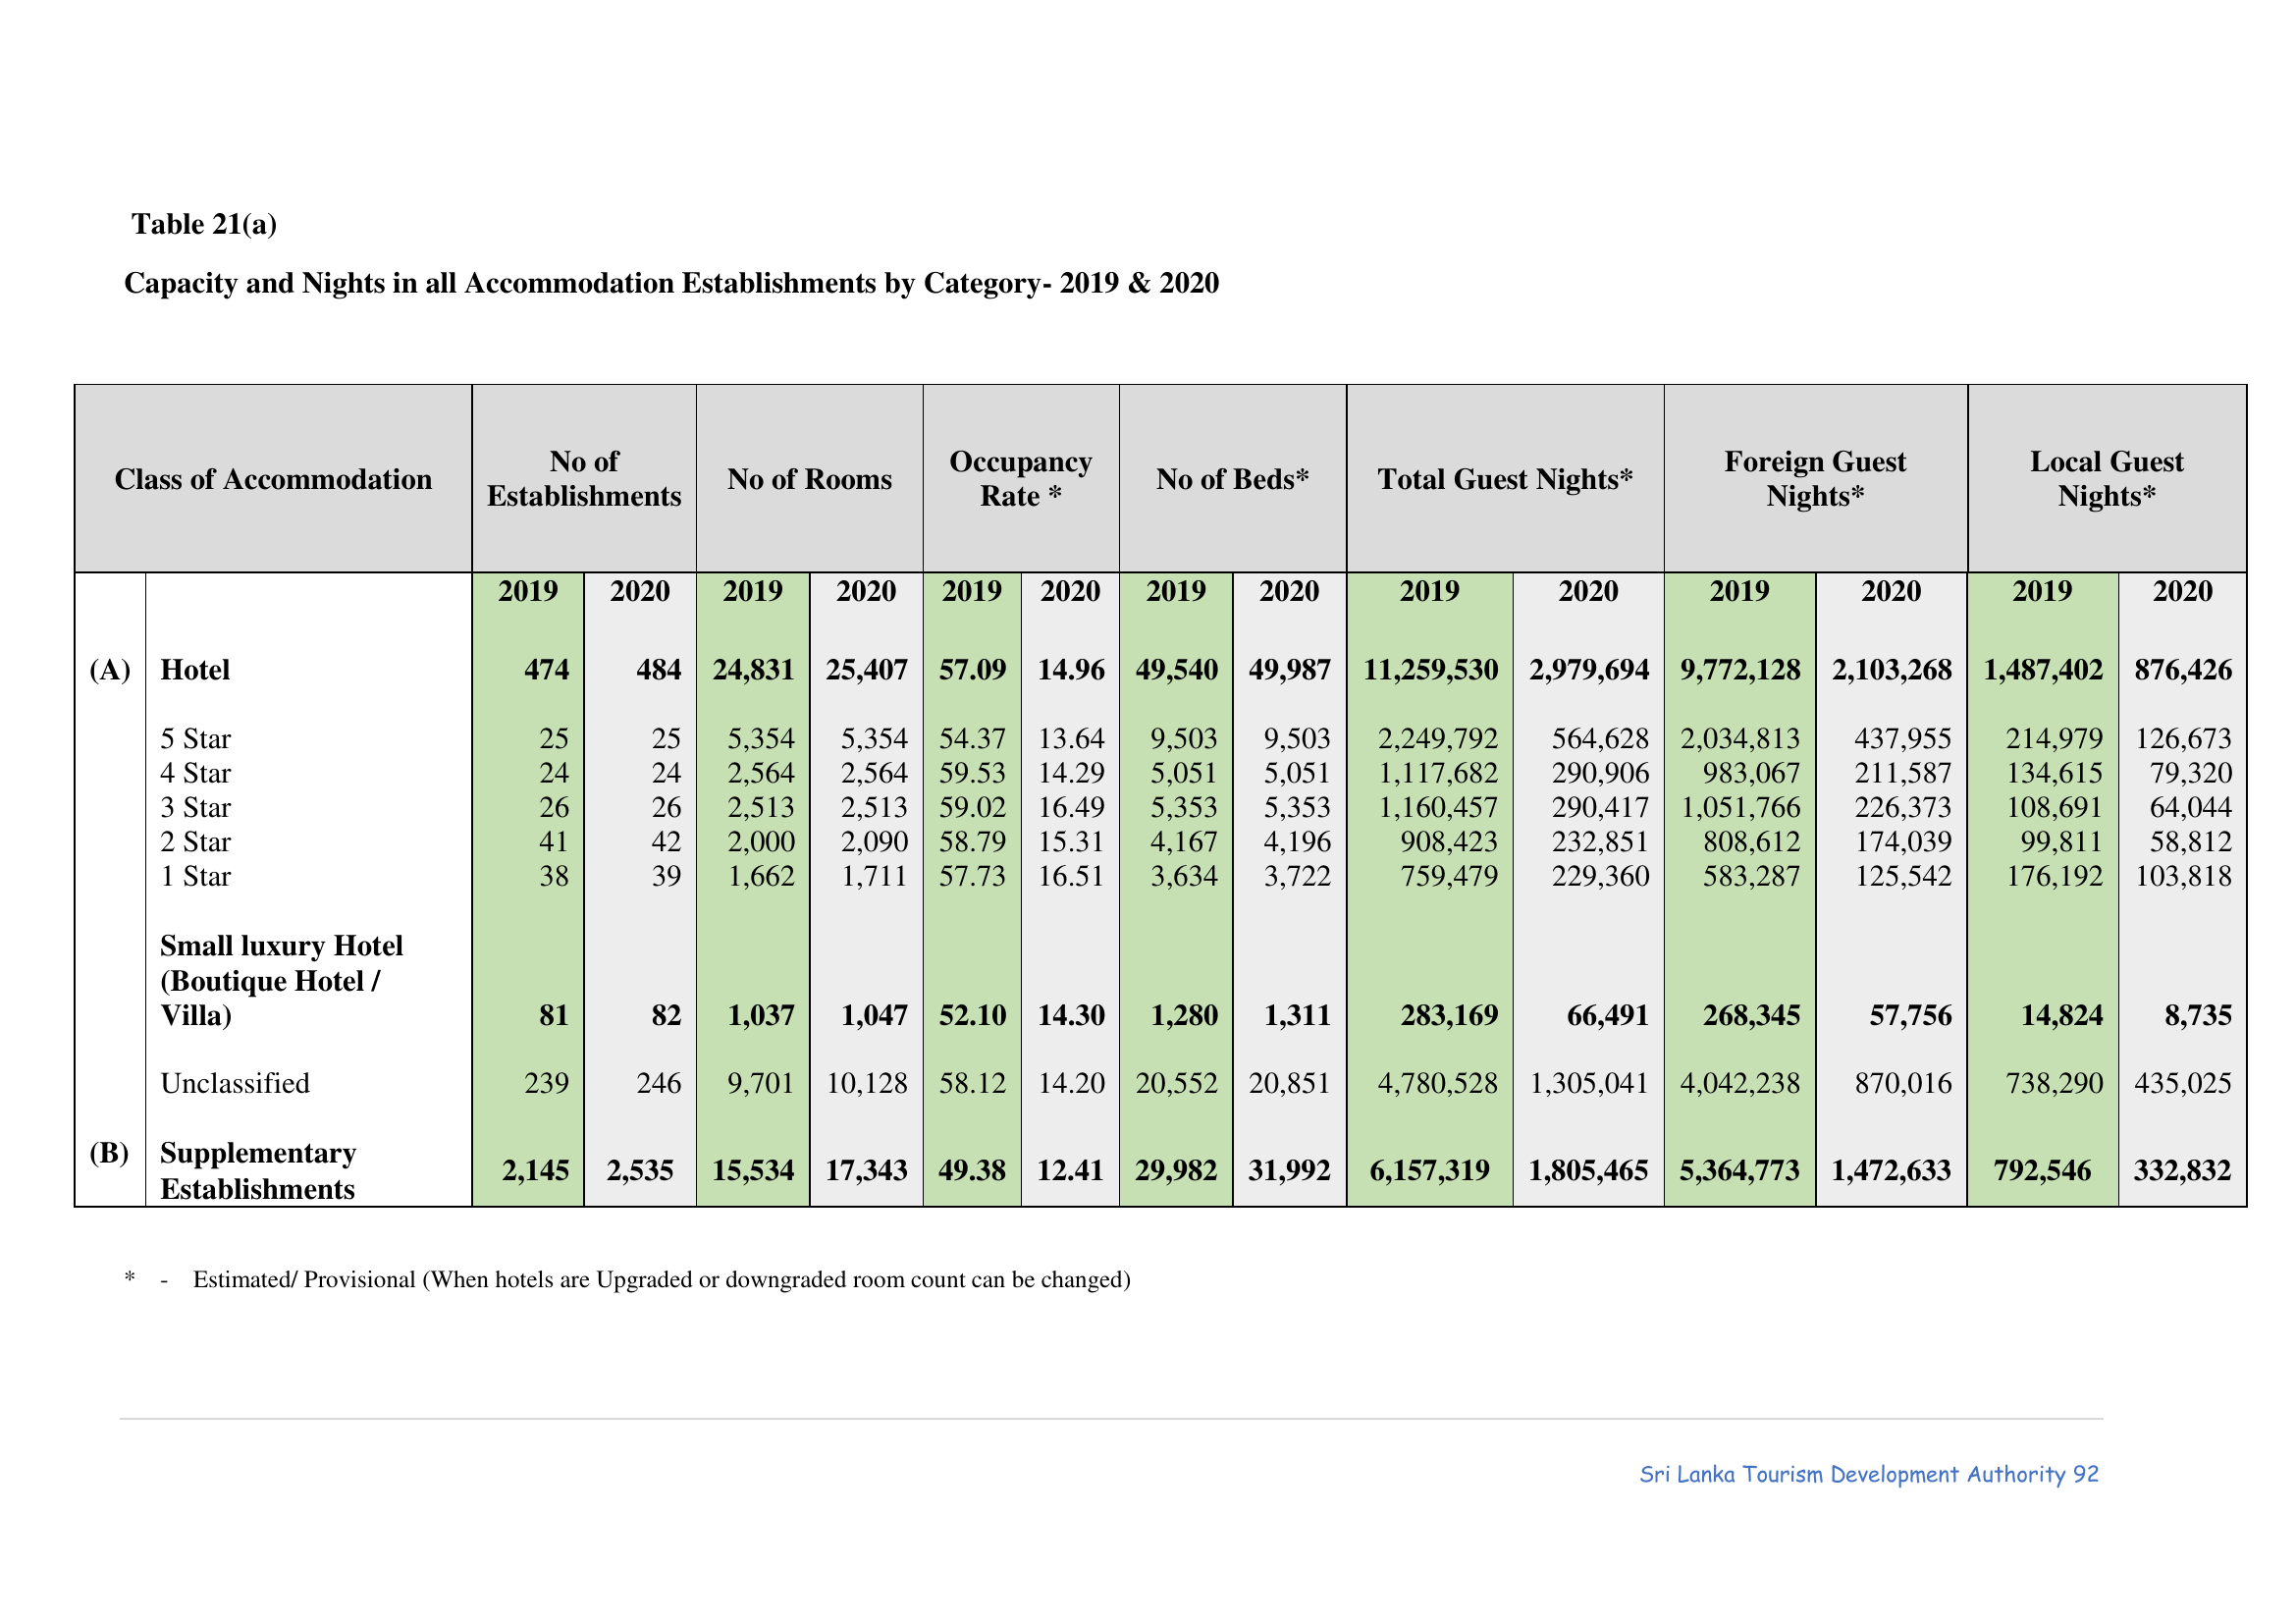 Table 21(a)
Capacity and Nights in all Accommodation Establishments by Category- 2019 & 2020
Class of Accommodation No of Establishments No of Rooms Occupancy Rate * No of Beds* Total Guest Nights* Foreign Guest Nights* Local Guest Nights*
2019 2020 2019 2020 2019 2020 2019 2020 2019 2020 2019 2020 2019 2020
(A) Hotel 474 484 24,831 25,407 57.09 14.96 49,540 49,987 11,259,530 2,979,694 9,772,128 2,103,268 1,487,402 876,426
5 Star 25 25 5,354 5,354 54.37 13.64 9,503 9,503 2,249,792 564,628 2,034,813 437,955 214,979 126,673
4 Star 24 24 2,564 2,564 59.53 14.29 5,051 5,051 1,117,682 290,906 983,067 211,587 134,615 79,320
3 Star 26 26 2,513 2,513 59.02 16.49 5,353 5,353 1,160,457 290,417 1,051,766 226,373 108,691 64,044
2 Star 41 42 2,000 2,090 58.79 15.31 4,167 4,196 908,423 232,851 808,612 174,039 99,811 58,812
1 Star 38 39 1,662 1,711 57.73 16.51 3,634 3,722 759,479 229,360 583,287 125,542 176,192 103,818
Small luxury Hotel
(Boutique Hotel /
Villa) 81 82 1,037 1,047 52.10 14.30 1,280 1,311 283,169 66,491 268,345 57,756 14,824 8,735
Unclassified 239 246 9,701 10,128 58.12 14.20 20,552 20,851 4,780,528 1,305,041 4,042,238 870,016 738,290 435,025
(B) Supplementary
Establishments 2,145 2,535 15,534 17,343 49.38 12.41 29,982 31,992 6,157,319 1,805,465 5,364,773 1,472,633 792,546 332,832
* - Estimated/ Provisional (When hotels are Upgraded or downgraded room count can be changed)
Sri Lanka Tourism Development Authority 92